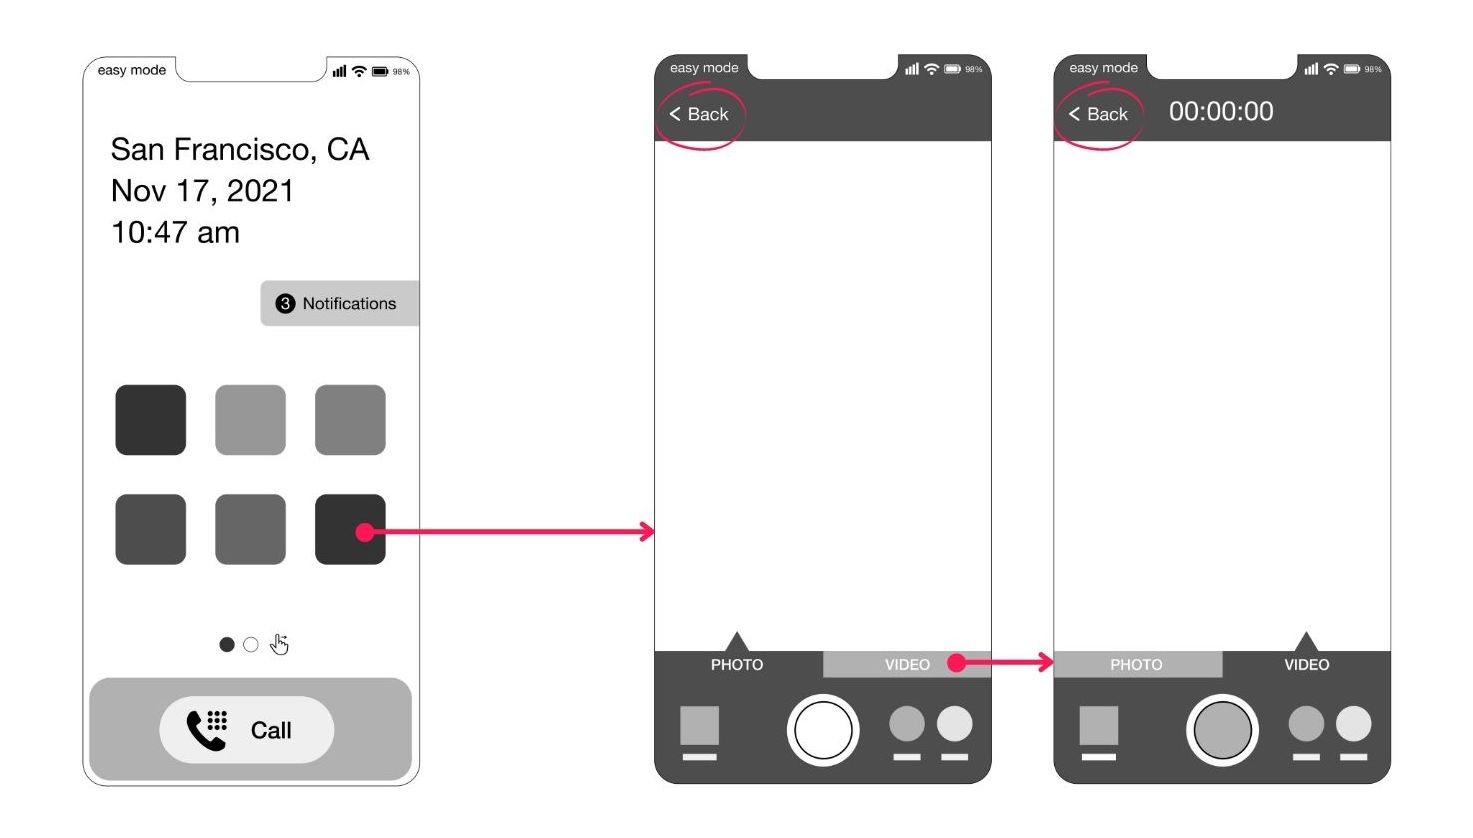 easy mode
98%
San Francisco, CA
Nov 17, 2021
10:47 am
3 Notifications
Call
easy mode
98%
< Back
PHOTO
VIDEO
easy mode
98%
< Back
00:00:00
PHOTO
VIDEO